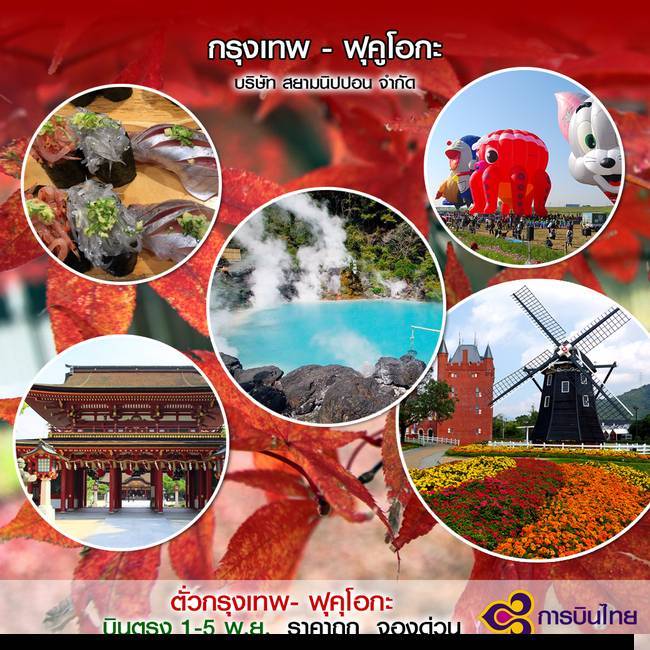 กรุงเทพ - ฟุคูโอกะ
บริษัท สยามนิปปอน จำกัด
ตั่วกรุงเทพ- ฟุคุโอกะ
บินตรง 1-5 พ.ย. ราคาถูก จองด่วน
การบินไทย